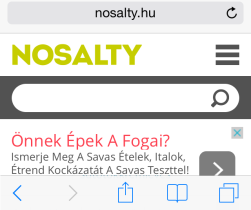 nosalty.hu
NOSALTY
Önnek Épek A Fogai?
Ismerje Meg A Savas Ételek, Italok,
Étrend Kockázatát A Savas Teszttel!